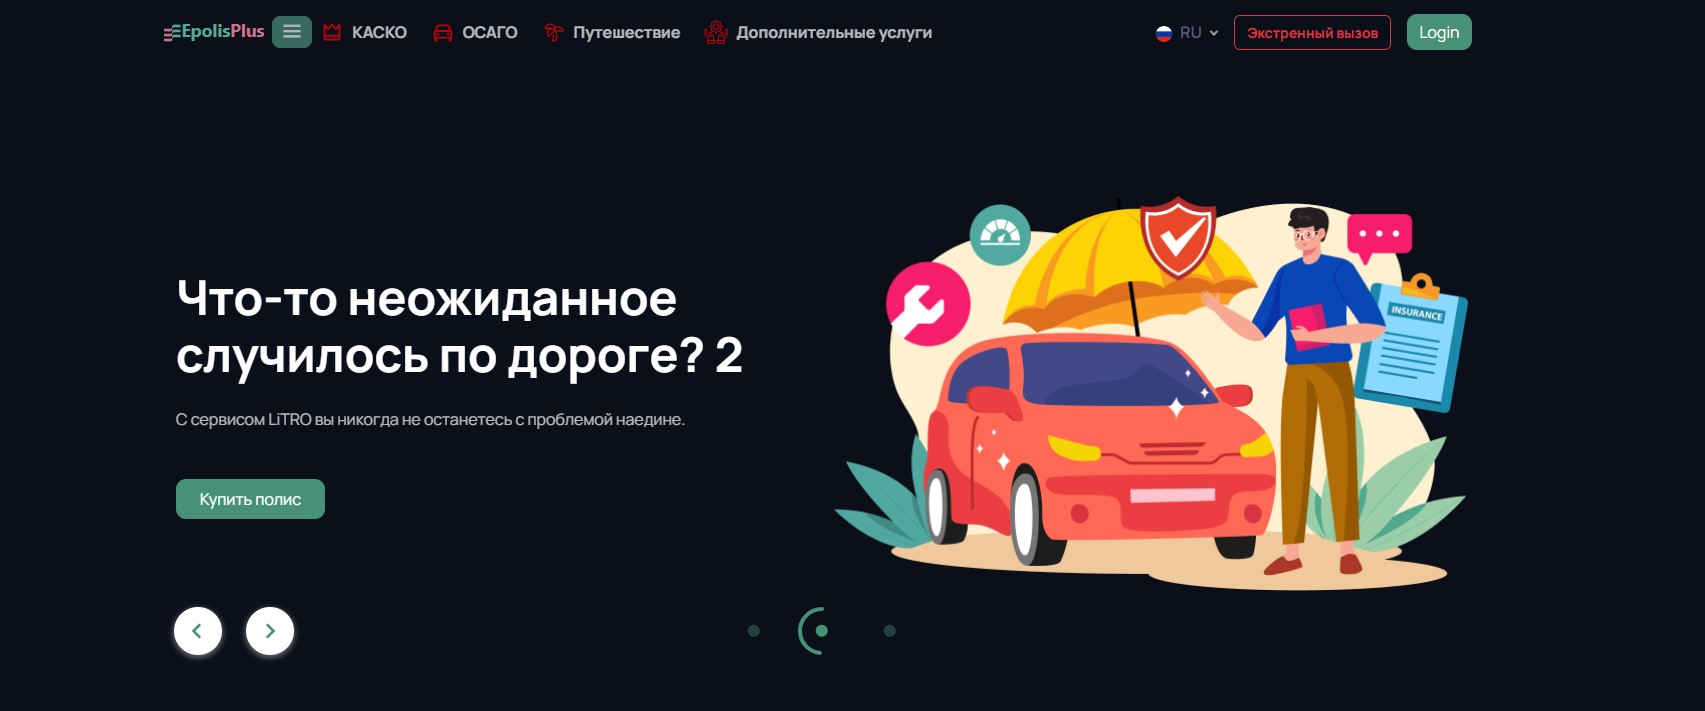 EpolisPlus
КАСКО
ОСАГО
Путешествие
Дополнительные услуги
RU
Экстренный вызов
Login
Что-то неожиданное
случилось по дороге? 2
С сервисом LiTRO вы никогда не останетесь с проблемой наедине.
Купить полис
INSURANCE